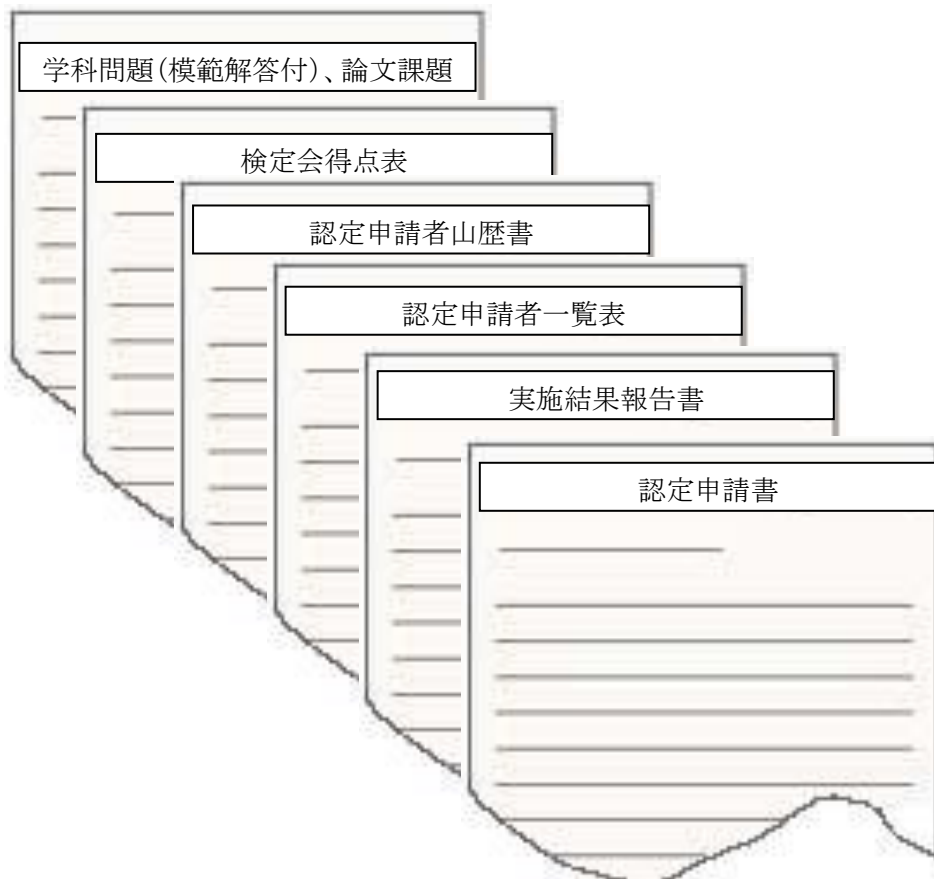 学科問題(模範解答付)、論文課題
検定会得点表
認定申請者山歴書
認定申請者一覧表
実施結果報告書
認定申請書